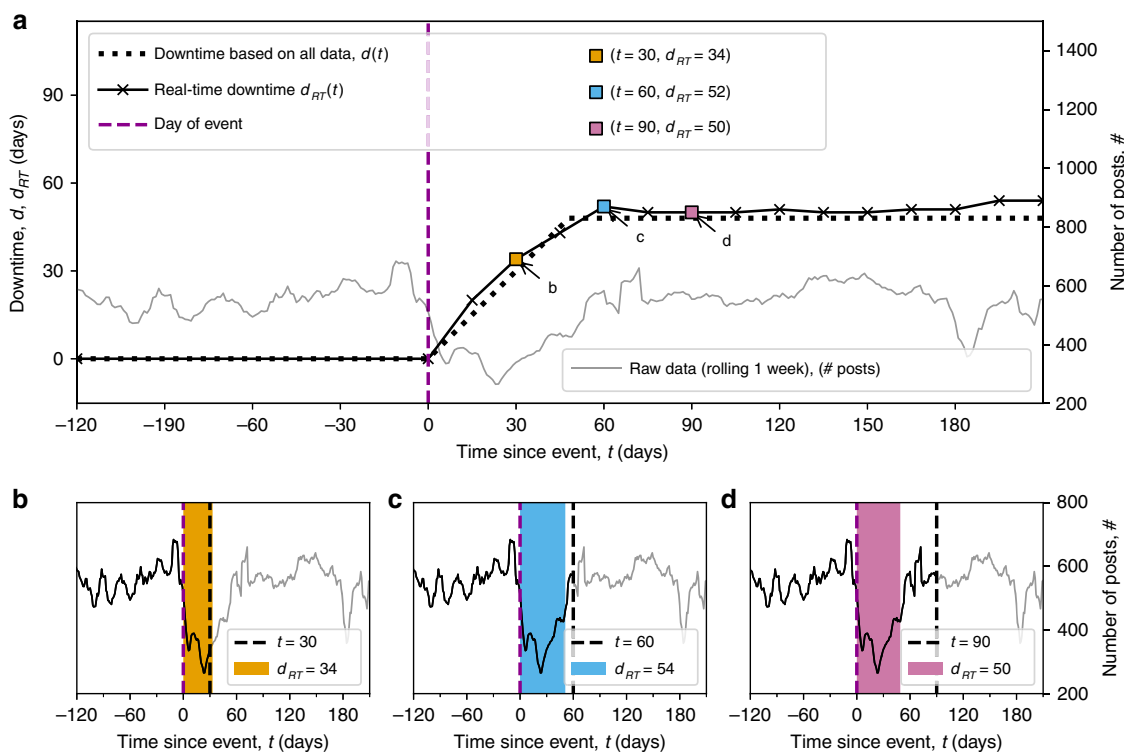 a
Downtime based on all data, d(t)
Real-time downtime d_RT(t)
Day of event
(t = 30, d_RT = 34)
(t = 60, d_RT = 52)
(t = 90, d_RT = 50)
Downtime, d, d_RT (days)
90
60
30
0
Number of posts, #
1400
1200
1000
800
600
400
200
b
c
d
Raw data (rolling 1 week), (# posts)
−120 −190 −60 −30 0 30 60 90 120 150 180
Time since event, t (days)
b
t = 30
d_RT = 34
−120 −60 0 60 120 180
Time since event, t (days)
c
t = 60
d_RT = 54
−120 −60 0 60 120 180
Time since event, t (days)
d
t = 90
d_RT = 50
−120 −60 0 60 120 180
Time since event, t (days)
800
600
400
200
Number of posts, #